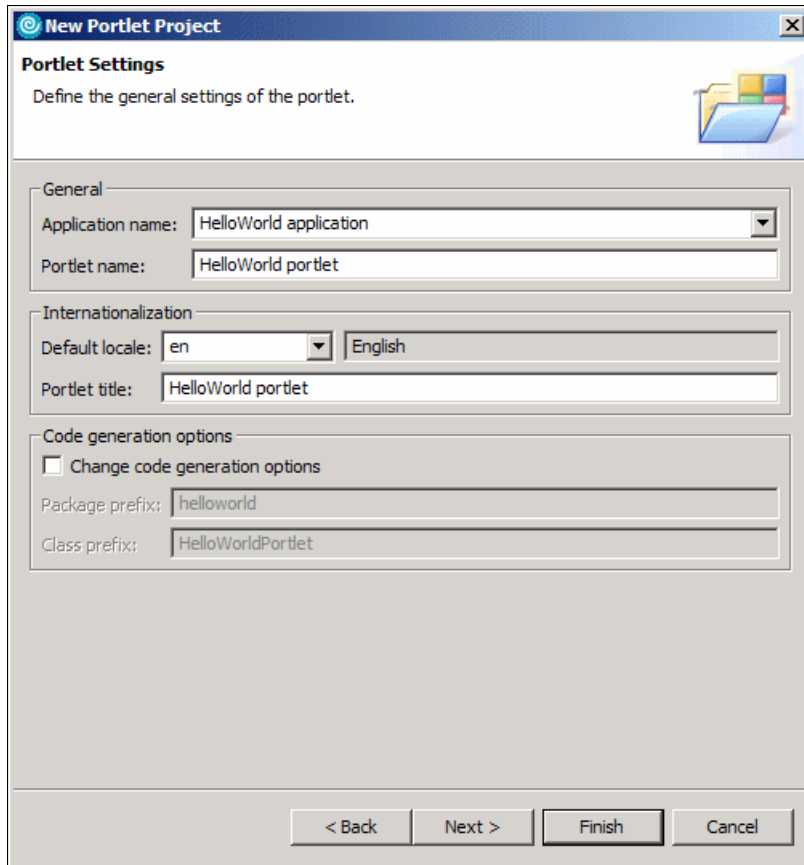 New Portlet Project
Portlet Settings
Define the general settings of the portlet.
General
Application name: HelloWorld application
Portlet name: HelloWorld portlet
Internationalization
Default locale: en English
Portlet title: HelloWorld portlet
Code generation options
Change code generation options
Package prefix: helloworld
Class prefix: HelloWorldPortlet
< Back Next > Finish Cancel